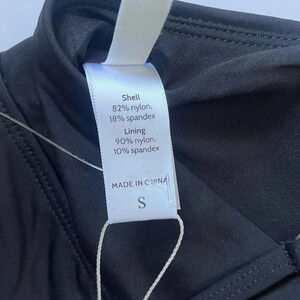 Shell
82% nylon,
18% spandex
Lining
90% nylon,
10% spandex
MADE IN CHINA
S